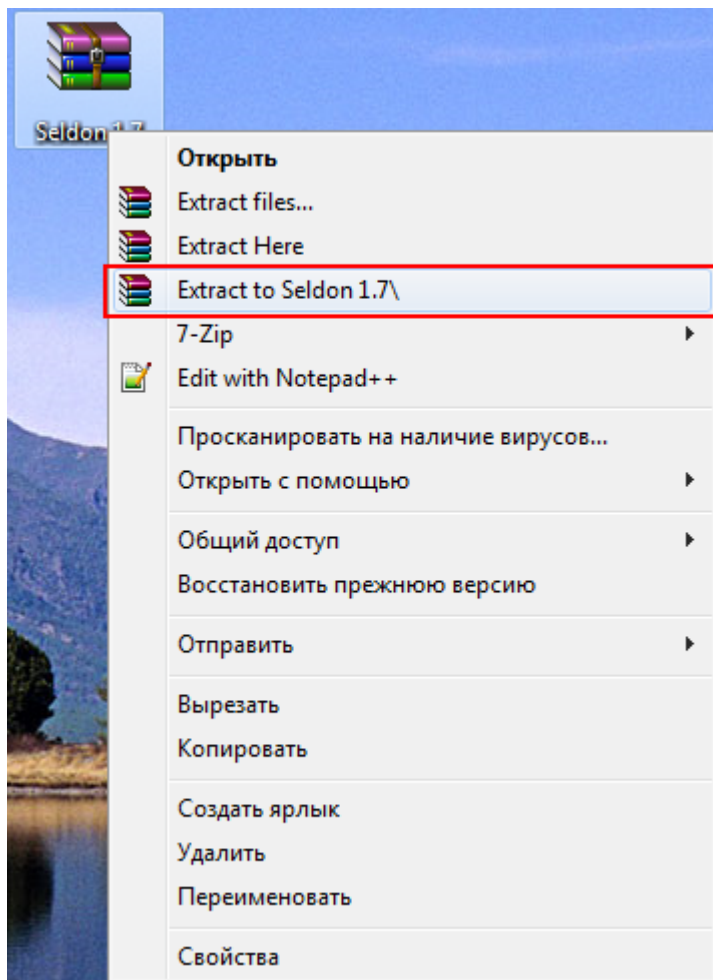 Seldon 1.7
Открыть
Extract files...
Extract Here
Extract to Seldon 1.7\
7-Zip
Edit with Notepad++
Просканировать на наличие вирусов...
Открыть с помощью
Общий доступ
Восстановить прежнюю версию
Отправить
Вырезать
Копировать
Создать ярлык
Удалить
Переименовать
Свойства